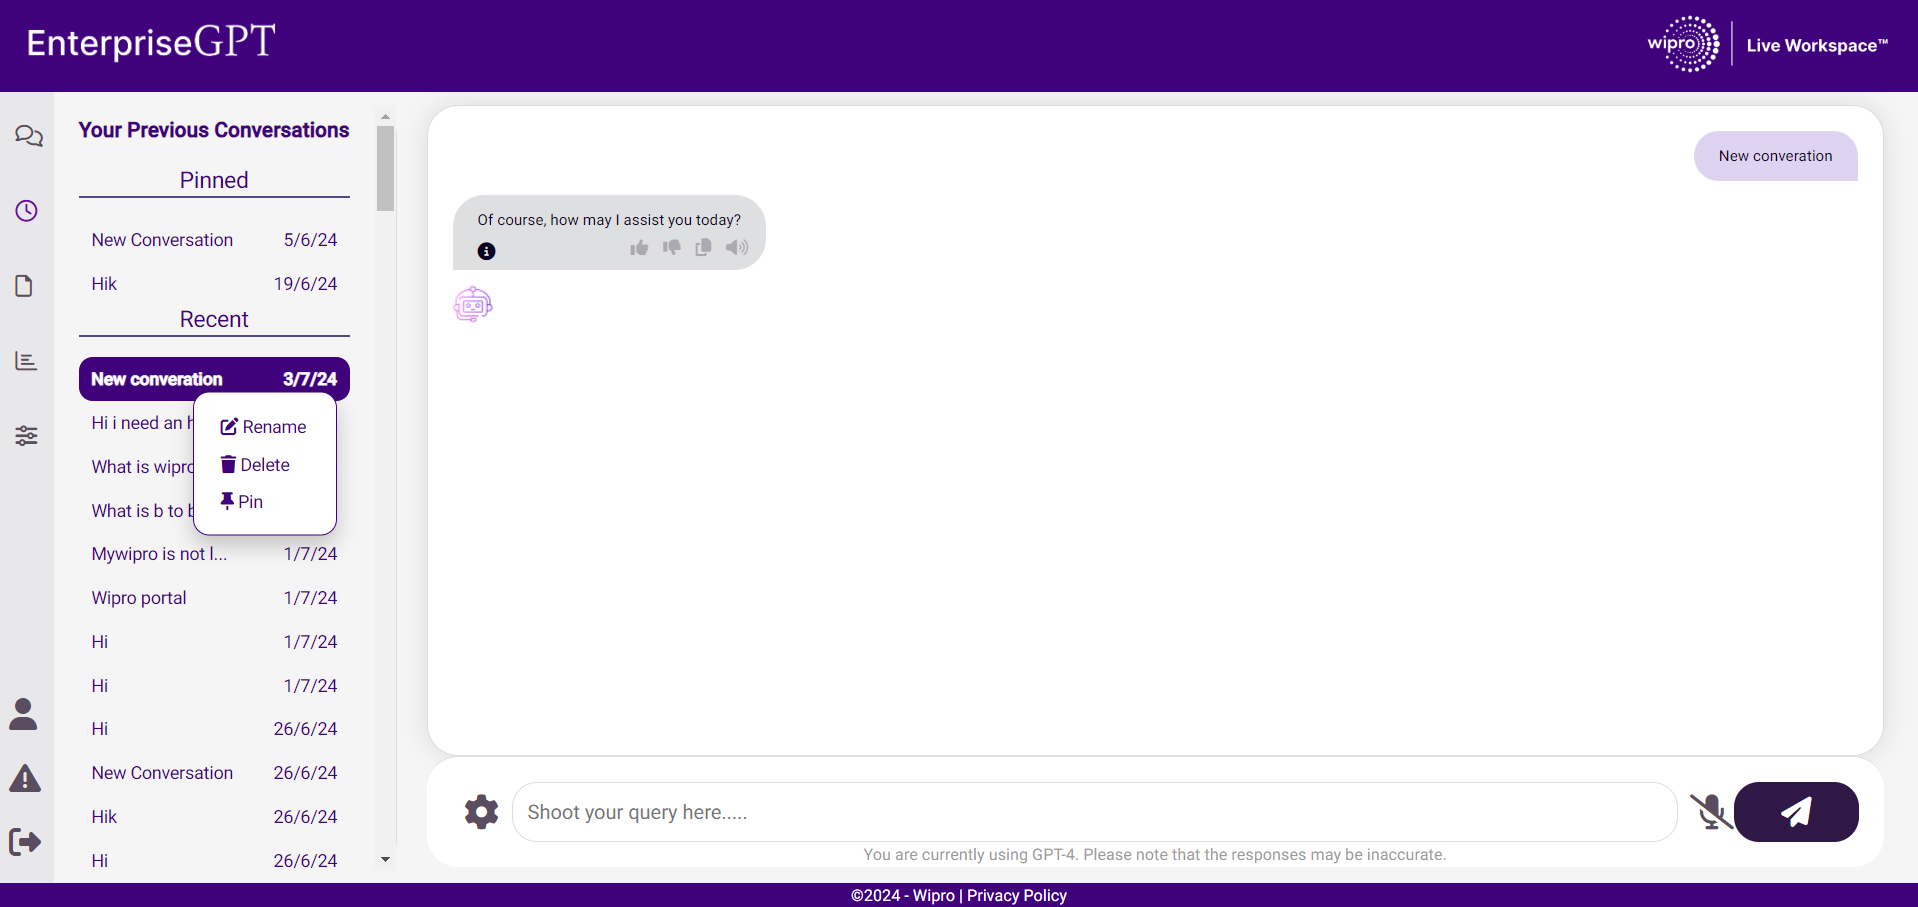 EnterpriseGPT
wipro
Live Workspace™
Your Previous Conversations
Pinned
New Conversation 5/6/24
Hik 19/6/24
Recent
New converation 3/7/24
Hi i need an
What is
What is b to
Rename
Delete
Pin
Mywipro is not l... 1/7/24
Wipro portal 1/7/24
Hi 1/7/24
Hi 1/7/24
Hi 26/6/24
New Conversation 26/6/24
Hik 26/6/24
Hi 26/6/24
New converation
Of course, how may I assist you today?
Shoot your query here.....
You are currently using GPT-4. Please note that the responses may be inaccurate.
©2024 - Wipro | Privacy Policy